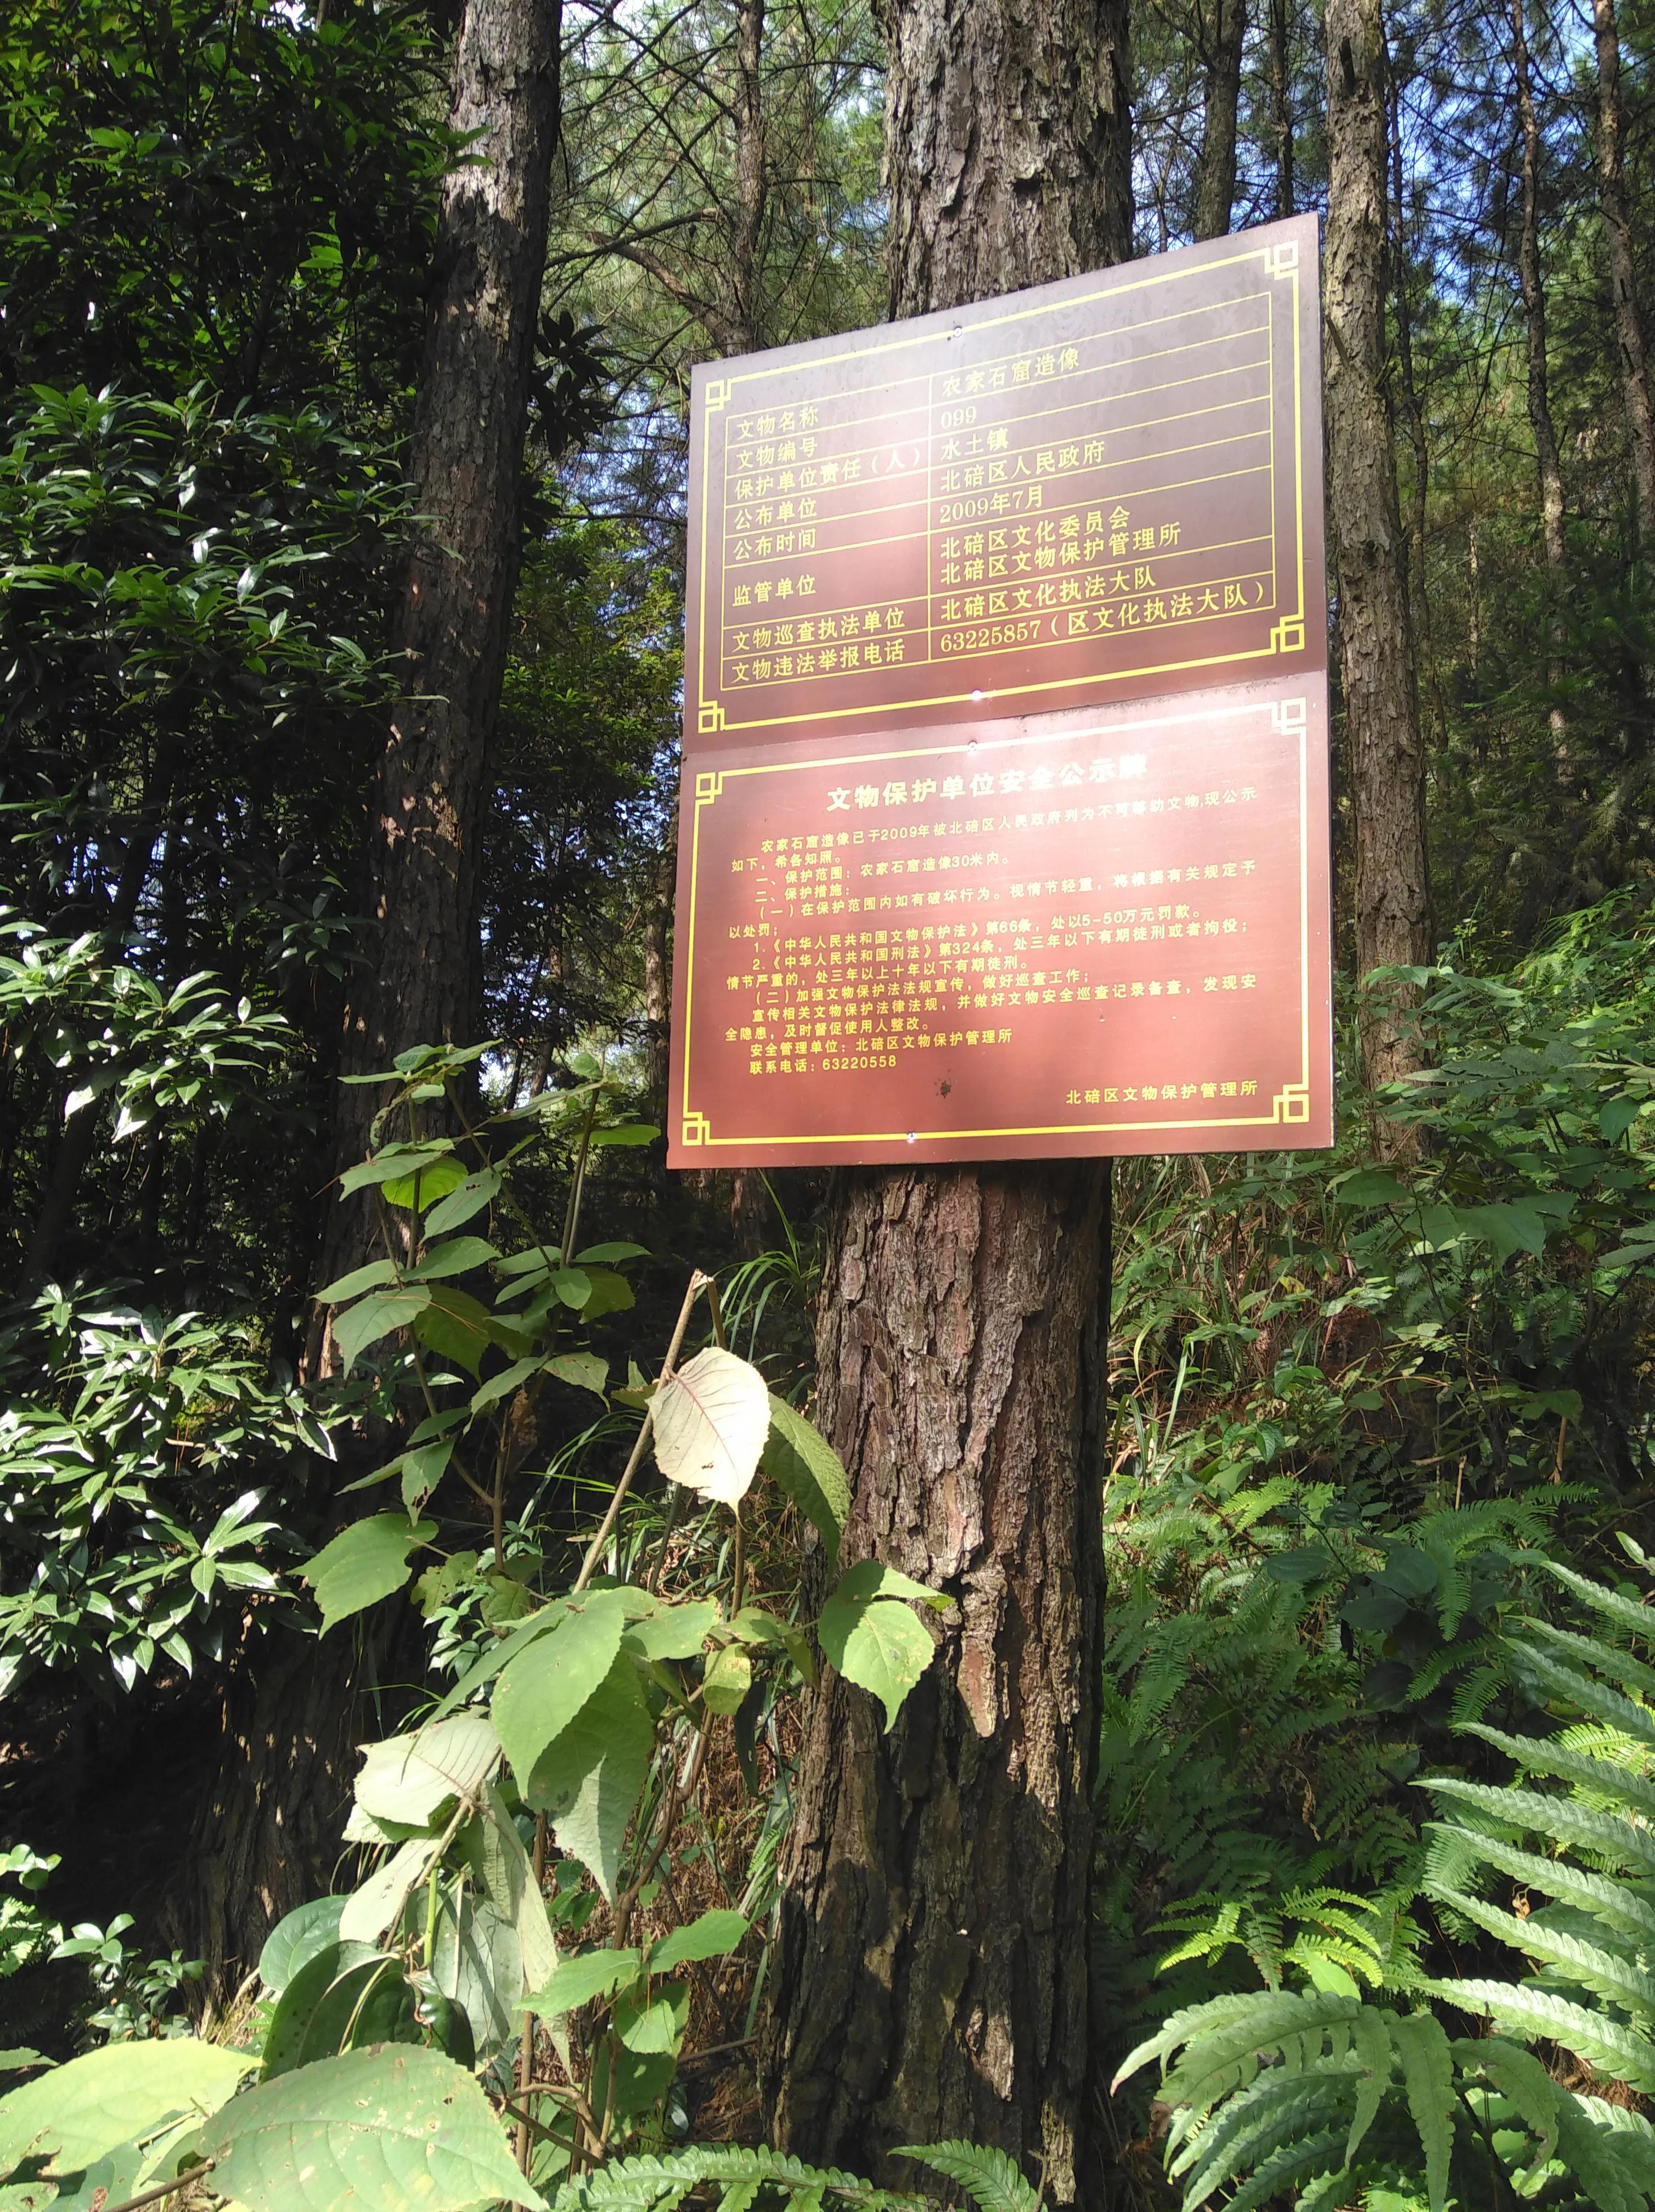 文物名称 农家石窟造像
文物编号 099
保护单位责任（人） 水土镇
公布单位 北碚区人民政府
公布时间 2009年7月
监管单位 北碚区文化委员会
北碚区文物保护管理所
文物巡查执法单位 北碚区文化执法大队
文物违法举报电话 63225857（区文化执法大队）
文物保护单位安全公示牌
农家石窟造像已于2009年被北碚区人民政府列为不可移动文物,现公示
如下，希各知照。
一、保护范围：农家石窟造像30米内。
二、保护措施：
（一）在保护范围内如有破坏行为。视情节轻重，将根据有关规定予
以处罚；
1.《中华人民共和国文物保护法》第66条，处以5-50万元罚款。
2.《中华人民共和国刑法》第324条，处三年以下有期徒刑或者拘役；
情节严重的，处三年以上十年以下有期徒刑。
（二）加强文物保护法法规宣传，做好巡查工作；
宣传相关文物保护法律法规，并做好文物安全巡查记录备查，发现安
全隐患，及时督促使用人整改。
安全管理单位：北碚区文物保护管理所
联系电话：63220558
北碚区文物保护管理所